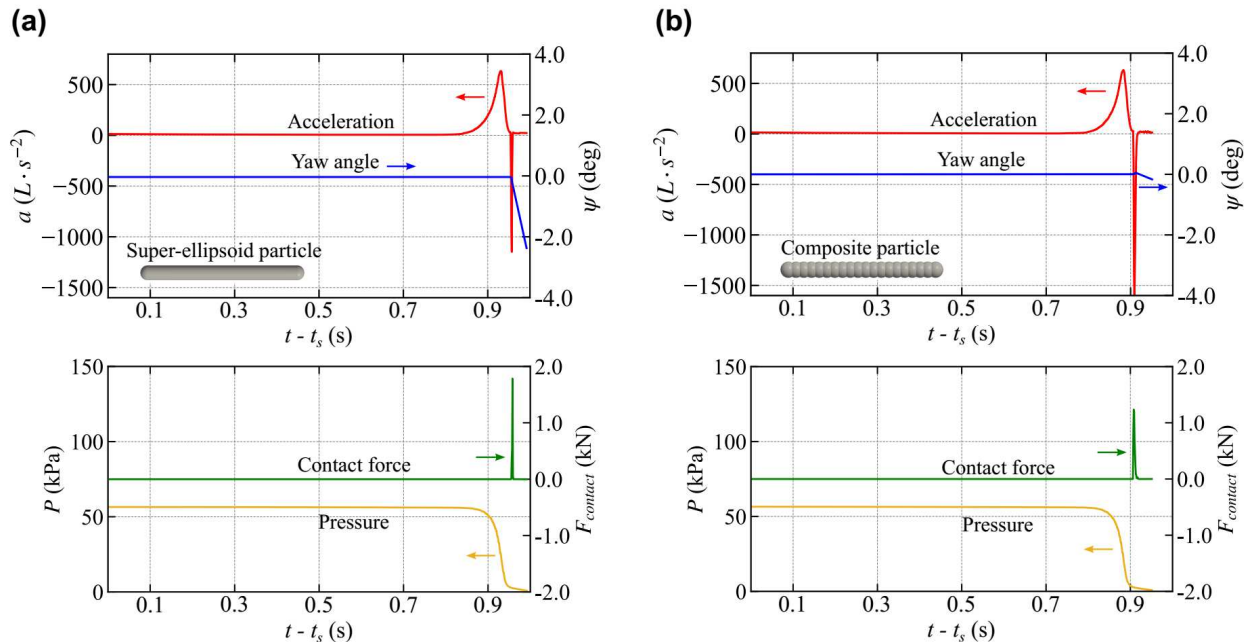 (a)
500
0
−500
−1000
−1500
a (L · s⁻²)
Acceleration
Yaw angle
Super-ellipsoid particle
4.0
2.0
0.0
-2.0
-4.0
ψ (deg)
0.1 0.3 0.5 0.7 0.9
t - tₛ (s)
150
100
50
0
P (kPa)
Contact force
Pressure
2.0
1.0
0.0
-1.0
-2.0
F_contact (kN)
0.1 0.3 0.5 0.7 0.9
t - tₛ (s)
(b)
500
0
−500
−1000
−1500
a (L · s⁻²)
Acceleration
Yaw angle
Composite particle
4.0
2.0
0.0
-2.0
-4.0
ψ (deg)
0.1 0.3 0.5 0.7 0.9
t - tₛ (s)
150
100
50
0
P (kPa)
Contact force
Pressure
2.0
1.0
0.0
-1.0
-2.0
F_contact (kN)
0.1 0.3 0.5 0.7 0.9
t - tₛ (s)